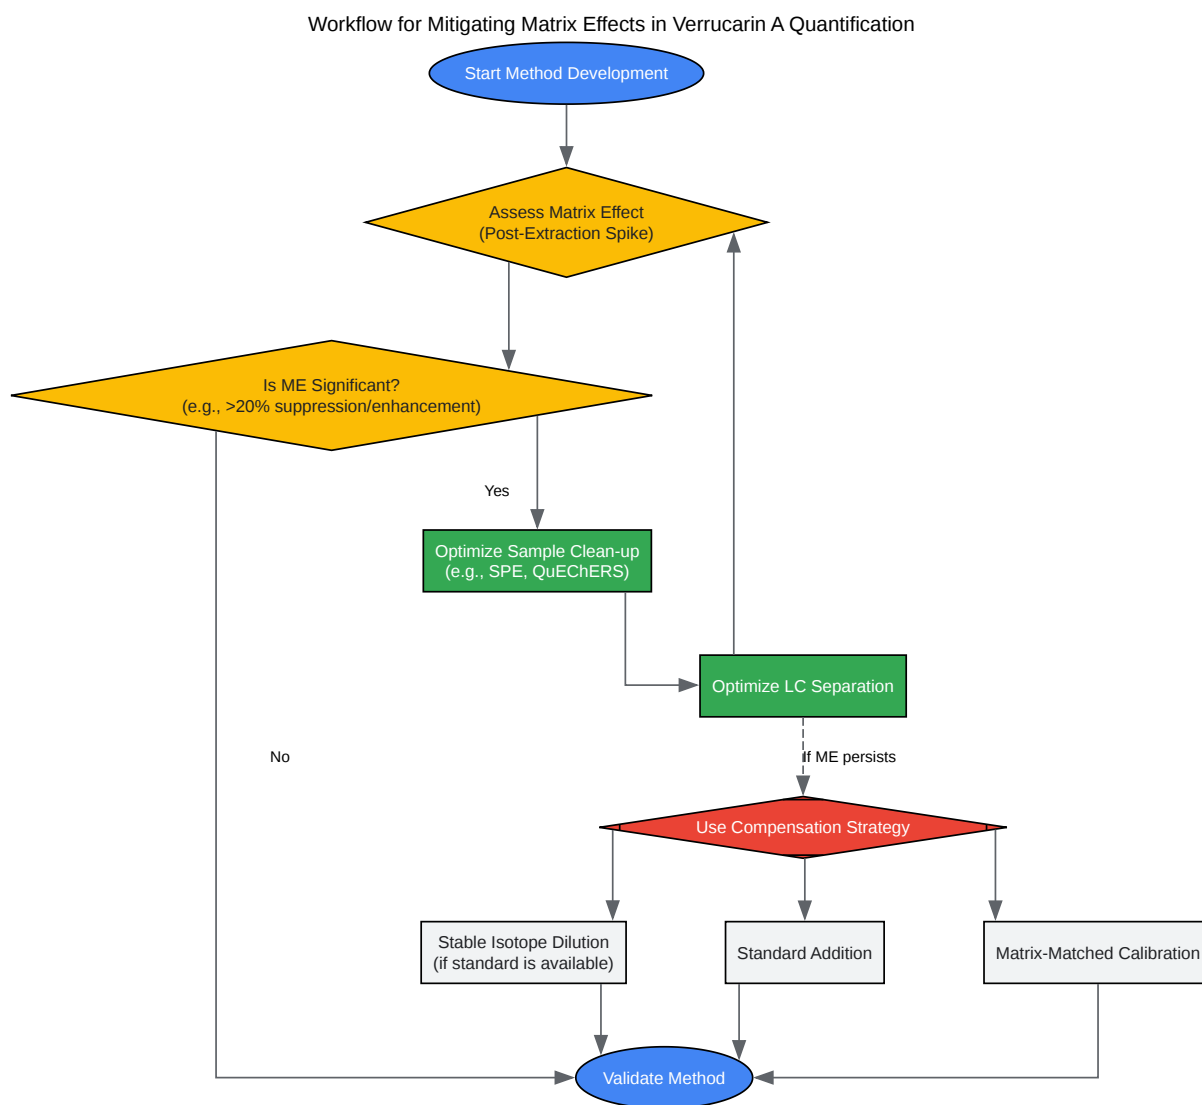 Workflow for Mitigating Matrix Effects in Verrucarin A Quantification
Start Method Development
Assess Matrix Effect
(Post-Extraction Spike)
Is ME Significant?
(e.g., >20% suppression/enhancement)
Yes
Optimize Sample Clean-up
(e.g., SPE, QuEChERS)
Optimize LC Separation
No
If ME persists
Use Compensation Strategy
Stable Isotope Dilution
(if standard is available)
Standard Addition
Matrix-Matched Calibration
Validate Method